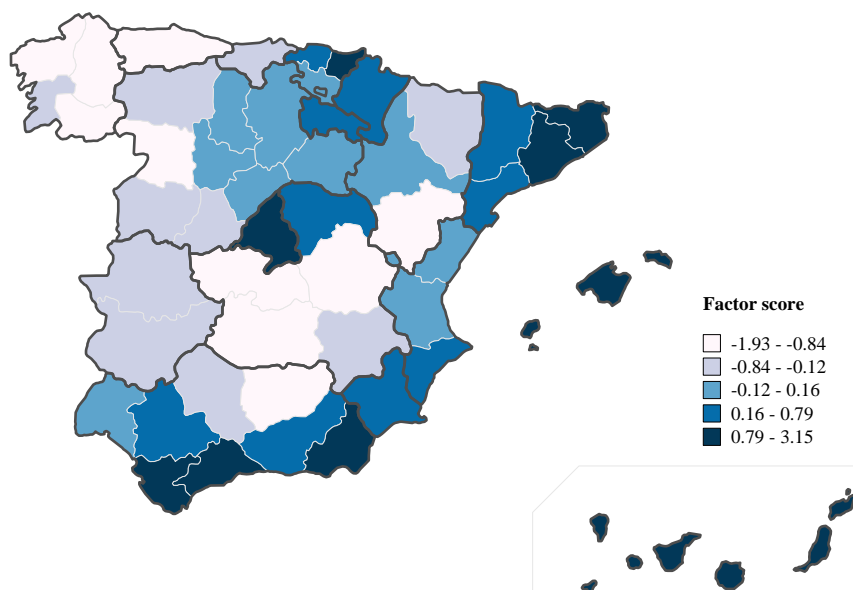 Factor score
-1.93 - -0.84
-0.84 - -0.12
-0.12 - 0.16
0.16 - 0.79
0.79 - 3.15